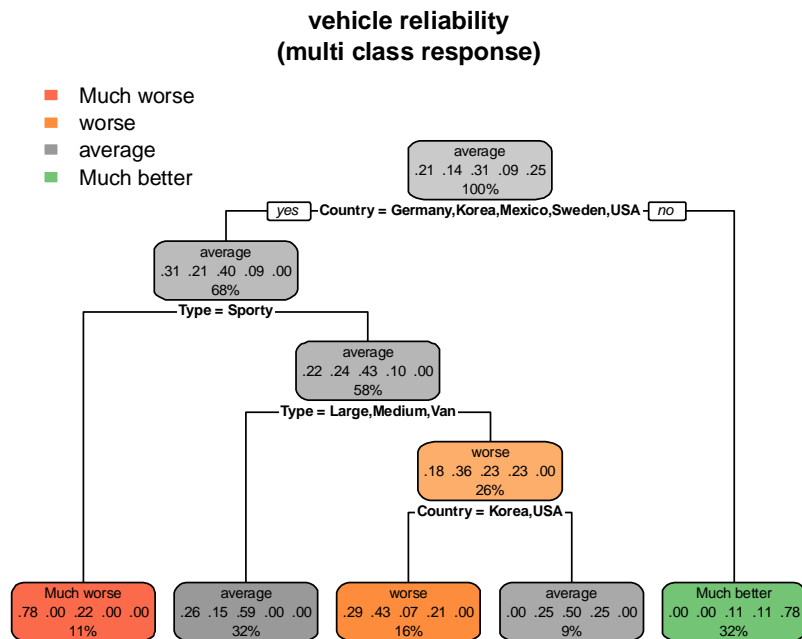 vehicle reliability
(multi class response)
Much worse
worse
average
Much better
average
.21 .14 .31 .09 .25
100%
yes Country = Germany,Korea,Mexico,Sweden,USA no
average
.31 .21 .40 .09 .00
68%
Type = Sporty
average
.22 .24 .43 .10 .00
58%
Type = Large,Medium,Van
worse
.18 .36 .23 .23 .00
26%
Country = Korea,USA
Much worse
.78 .00 .22 .00 .00
11%
average
.26 .15 .59 .00 .00
32%
worse
.29 .43 .07 .21 .00
16%
average
.00 .25 .50 .25 .00
9%
Much better
.00 .00 .11 .11 .78
32%